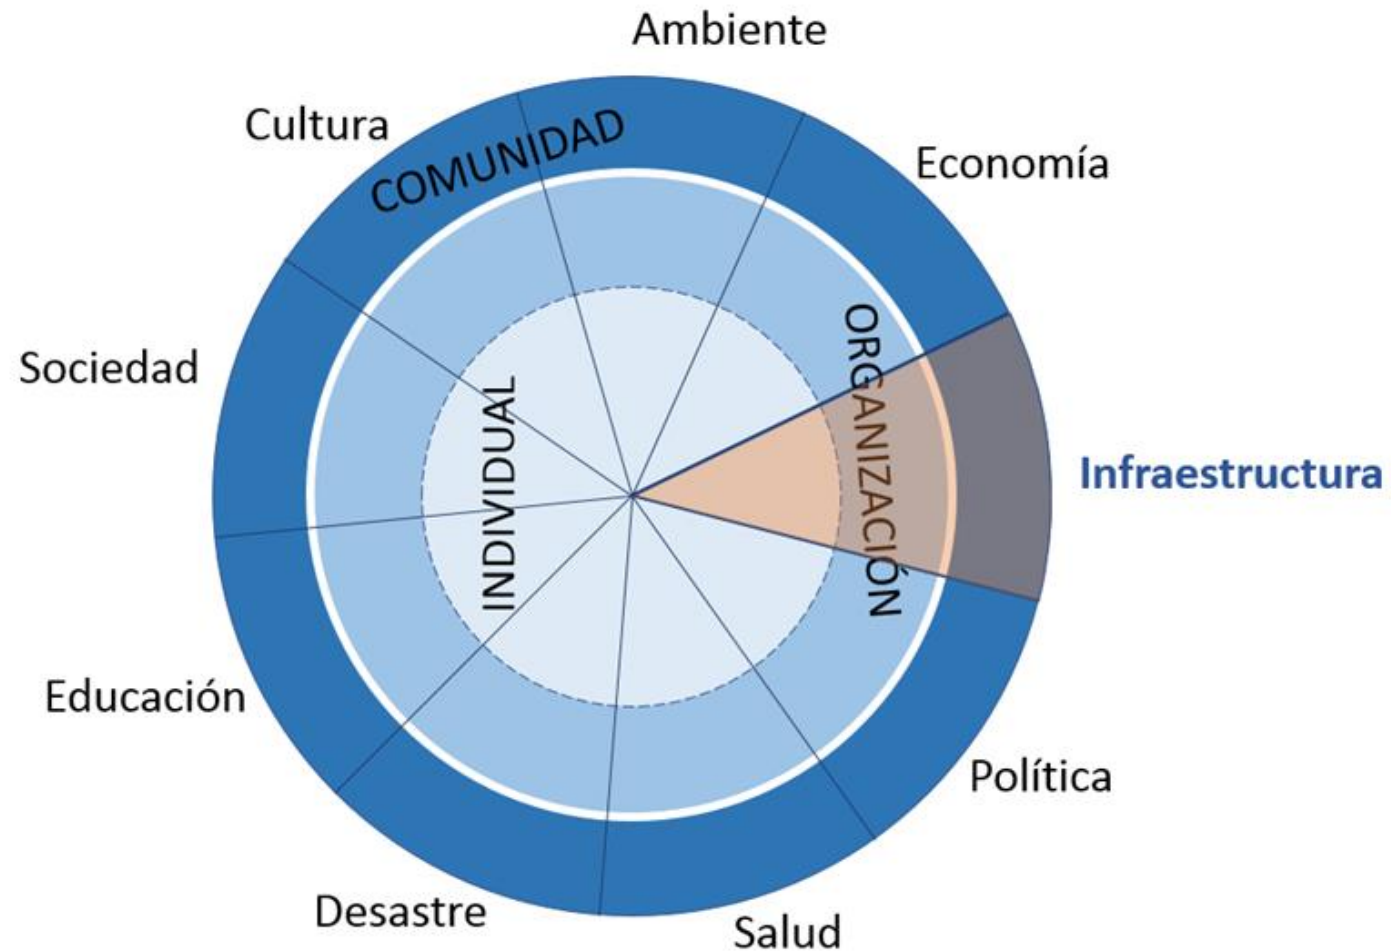 Ambiente
Cultura
COMUNIDAD
Economía
Sociedad
INDIVIDUAL
ORGANIZACIÓN
Infraestructura
Educación
Política
Desastre
Salud